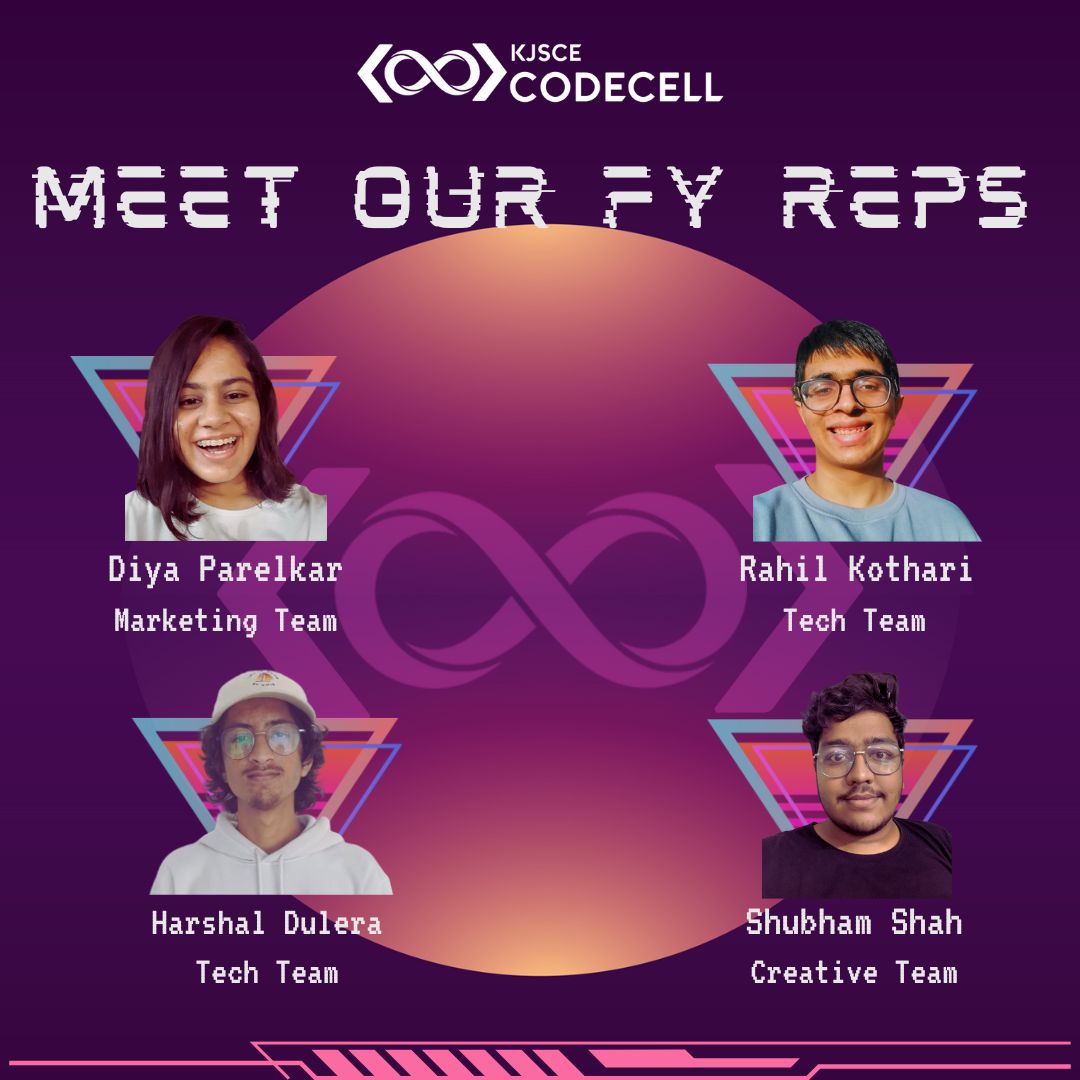 KJSCE
CODECELL
MEET OUR FY REPS
Diya Parelkar
Marketing Team
Rahil Kothari
Tech Team
Harshal Dulera
Tech Team
Shubham Shah
Creative Team